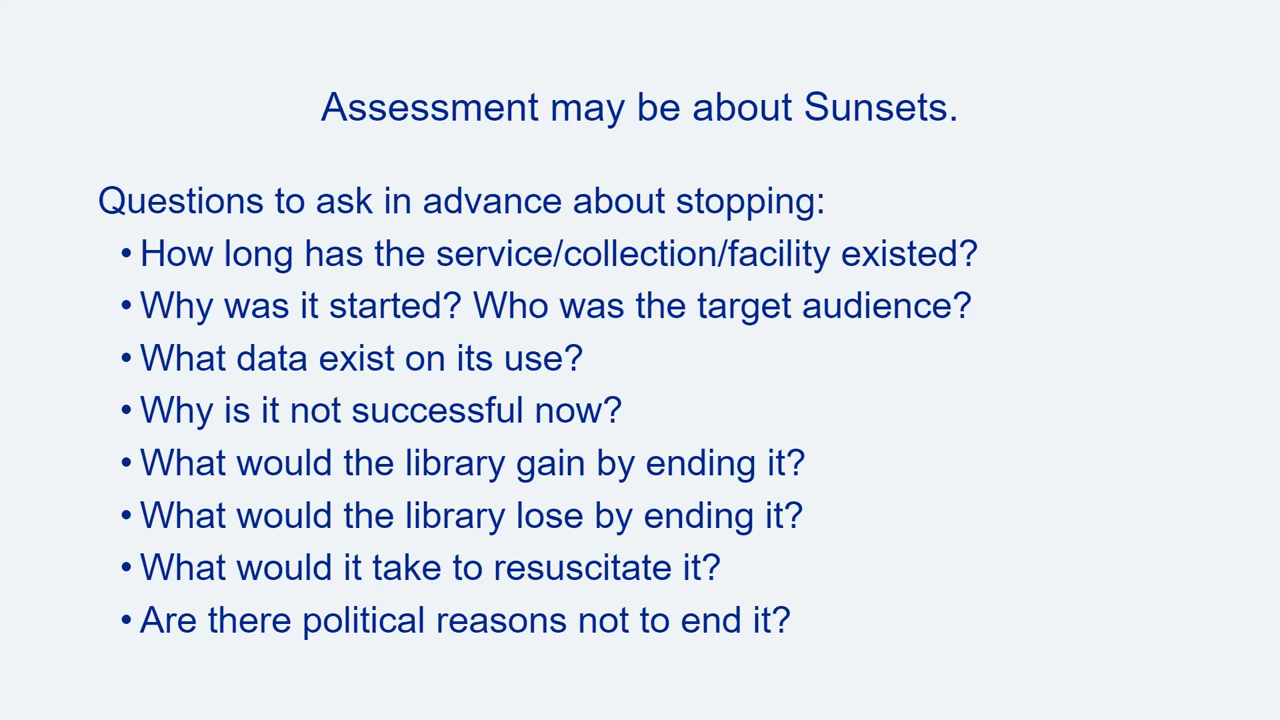 Assessment may be about Sunsets.
Questions to ask in advance about stopping:
• How long has the service/collection/facility existed?
• Why was it started? Who was the target audience?
• What data exist on its use?
• Why is it not successful now?
• What would the library gain by ending it?
• What would the library lose by ending it?
• What would it take to resuscitate it?
• Are there political reasons not to end it?